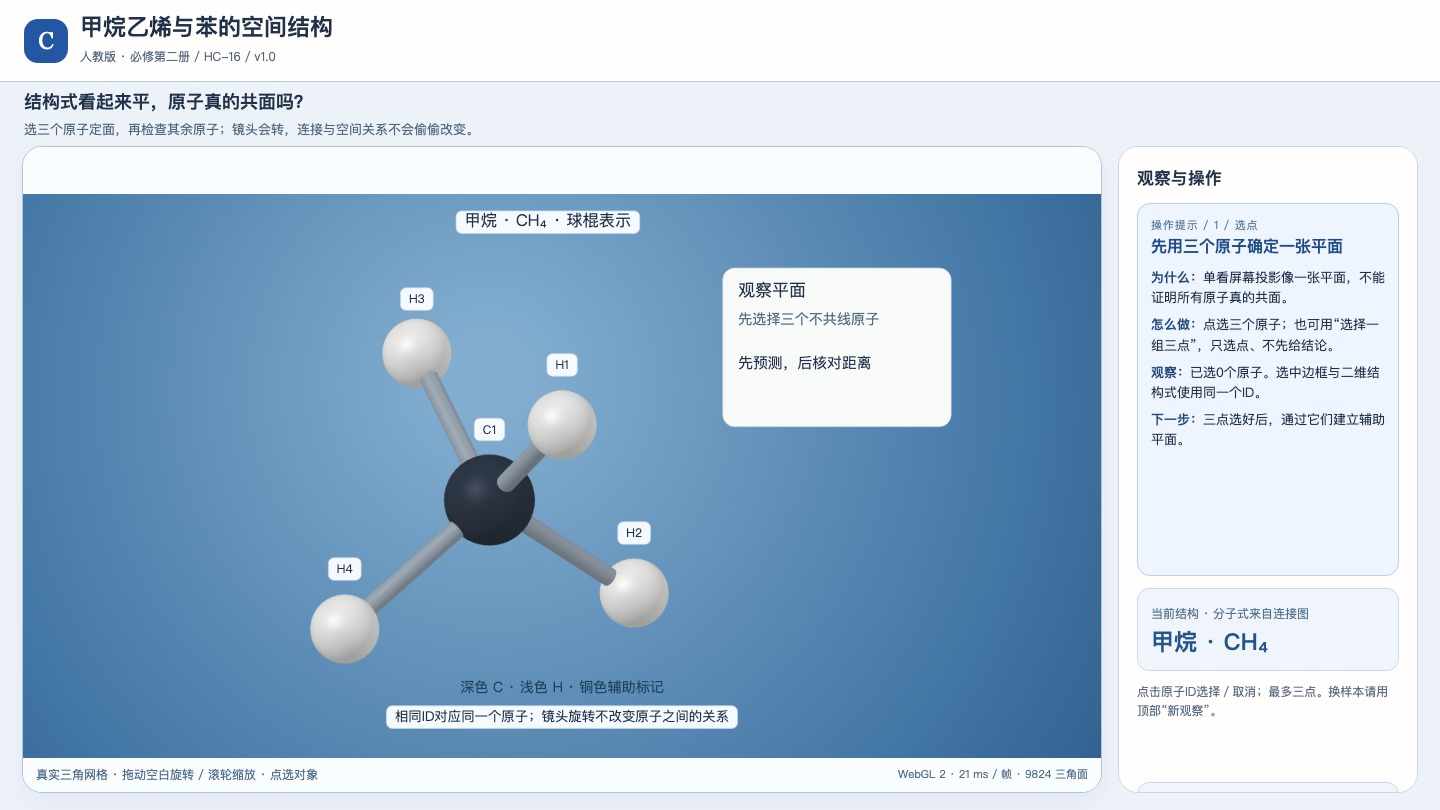 C
甲烷乙烯与苯的空间结构
人教版 · 必修第二册 / HC-16 / v1.0
结构式看起来平，原子真的共面吗？
选三个原子定面，再检查其余原子；镜头会转，连接与空间关系不会偷偷改变。
甲烷 · CH₄ · 球棍表示
观察平面
先选择三个不共线原子
先预测，后核对距离
H3
H1
C1
H2
H4
深色 C · 浅色 H · 铜色辅助标记
相同ID对应同一个原子；镜头旋转不改变原子之间的关系
真实三角网格 · 拖动空白旋转 / 滚轮缩放 · 点选对象
WebGL 2 · 21 ms / 帧 · 9824 三角面
观察与操作
操作提示 / 1 / 选点
先用三个原子确定一张平面
为什么：单看屏幕投影像一张平面，不能
证明所有原子真的共面。
怎么做：点选三个原子；也可用“选择一
组三点”，只选点、不先给结论。
观察：已选0个原子。选中边框与二维结
构式使用同一个ID。
下一步：三点选好后，通过它们建立辅助
平面。
当前结构 · 分子式来自连接图
甲烷 · CH₄
点击原子ID选择 / 取消；最多三点。换样本请用
顶部“新观察”。